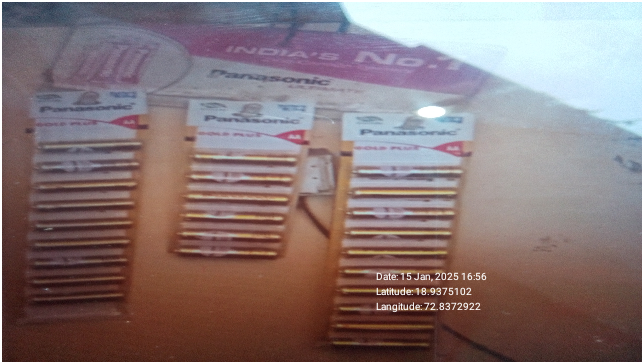 INDIA'S No.1
Panasonic
Panasonic
GOLD PLUS AA
Panasonic
GOLD PLUS AA
Panasonic
GOLD PLUS AA
Date: 15 Jan, 2025 16:56
Latitude: 18.9375102
Langitude: 72.8372922